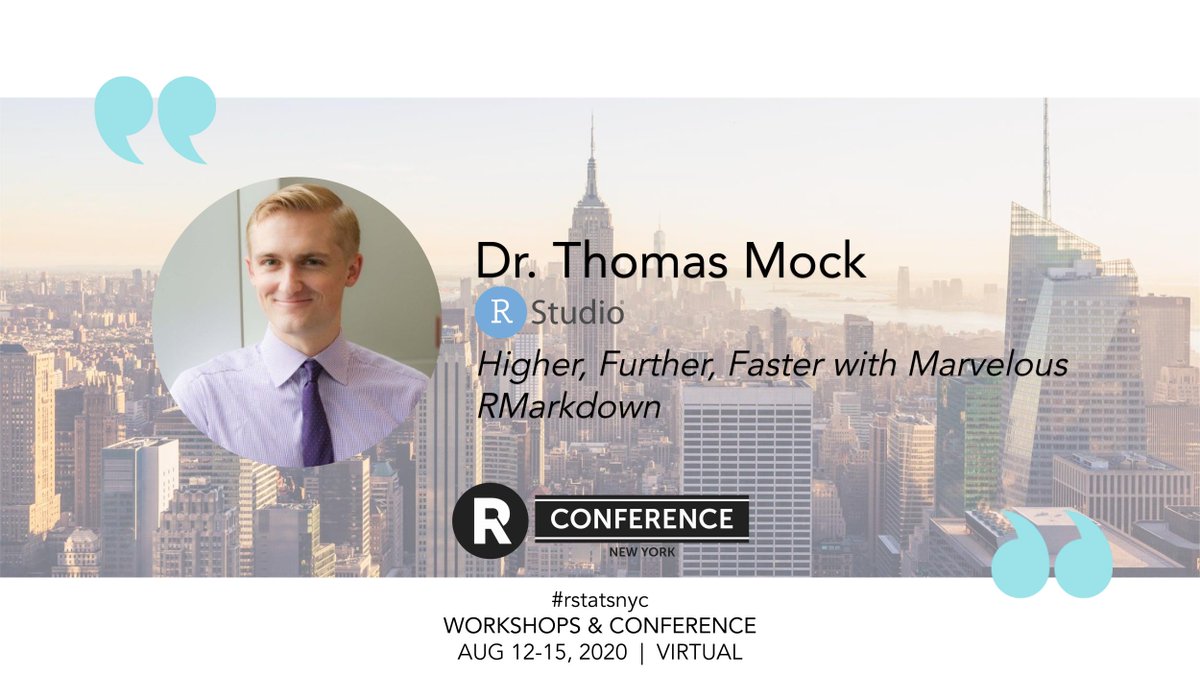 Dr. Thomas Mock
R Studio
Higher, Further, Faster with Marvelous
RMarkdown
R CONFERENCE
NEW YORK
#rstatsnyc
WORKSHOPS & CONFERENCE
AUG 12-15, 2020 | VIRTUAL